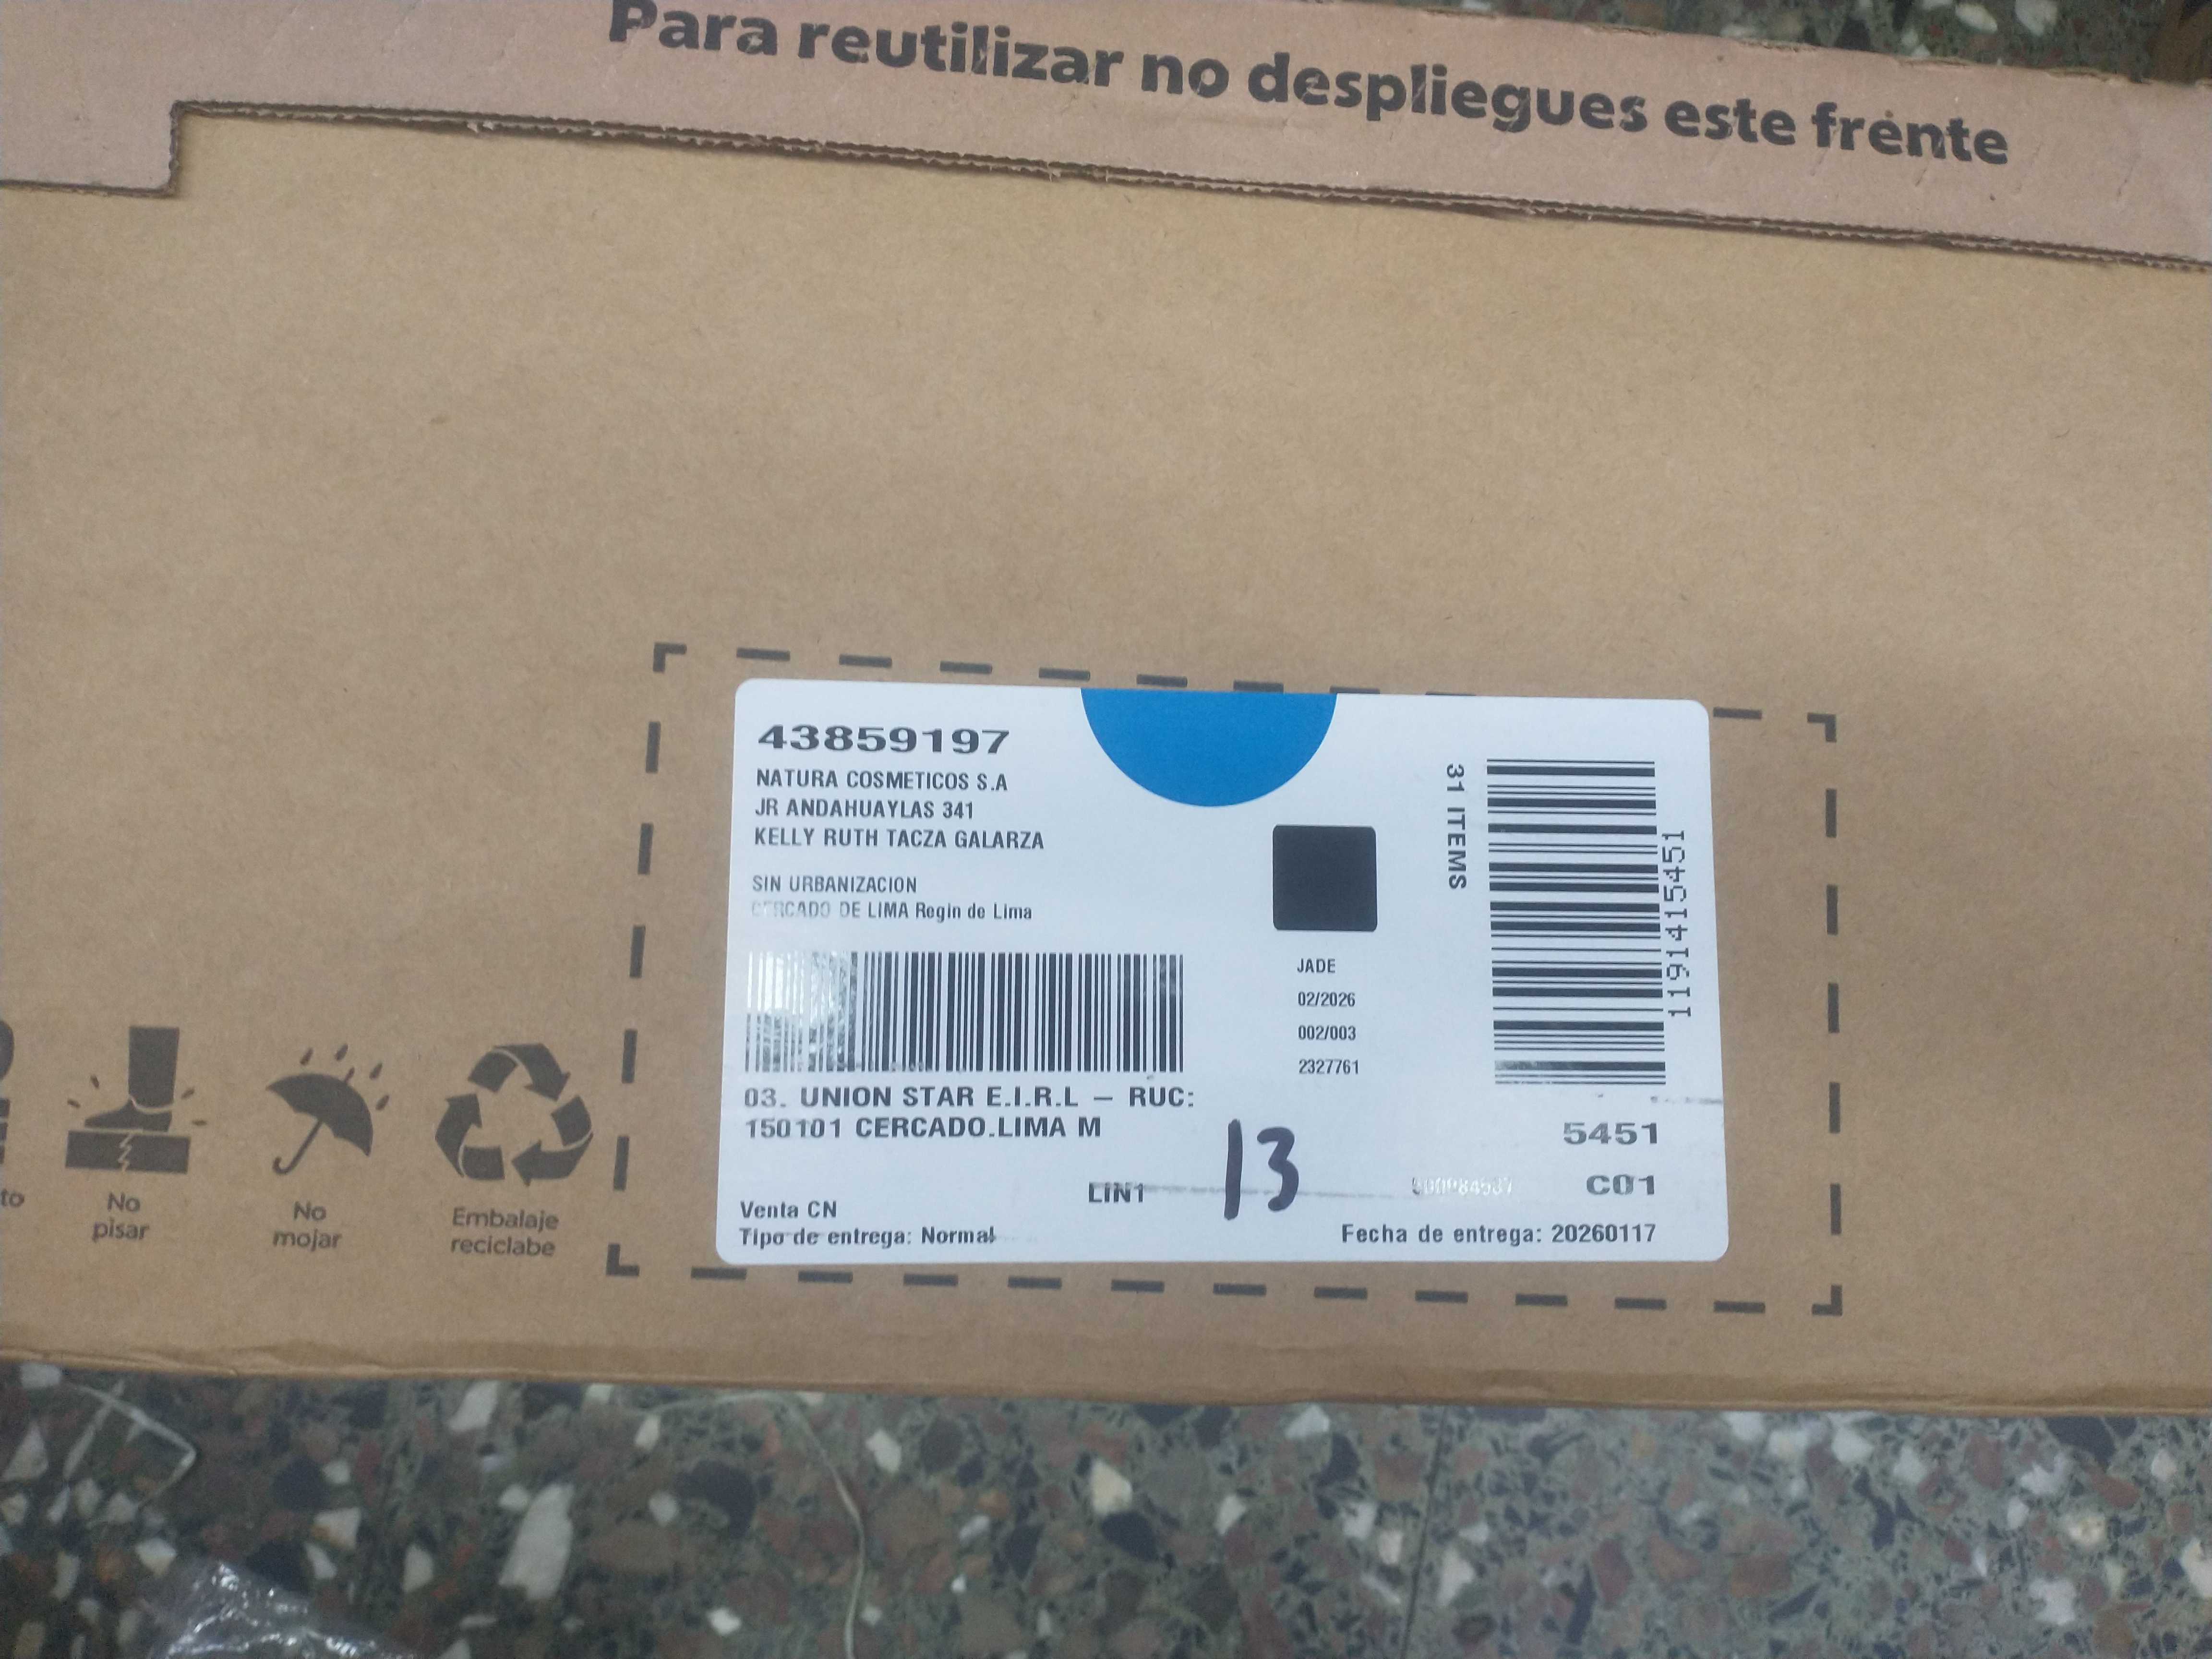 Para reutilizar no despliegues este frente
43859197
NATURA COSMETICOS S.A
JR ANDAHUAYLAS 341
KELLY RUTH TACZA GALARZA
SIN URBANIZACION
CERCADO DE LIMA Regin de Lima
31 ITEMS
119141545451
JADE
02/2026
002/003
2327761
03. UNION STAR E.I.R.L – RUC:
150101 CERCADO.LIMA M
13
5451
LIN1
C01
Venta CN
Tipo de entrega: Normal
Fecha de entrega: 20260117
to
No
pisar
No
mojar
Embalaje
reciclabe